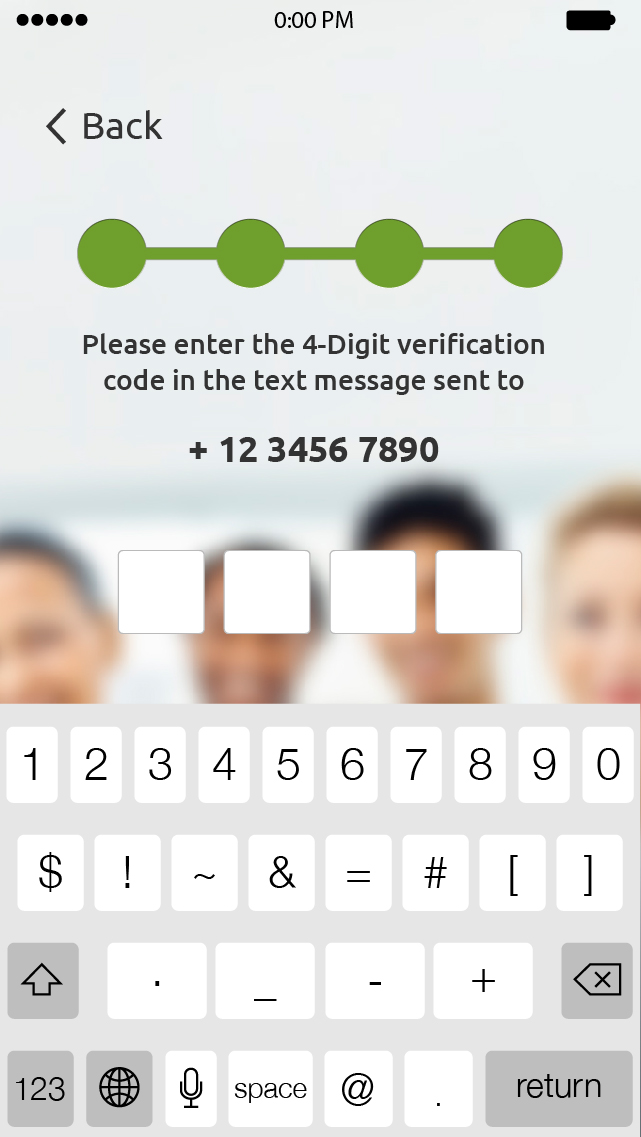 0:00 PM
Back
Please enter the 4-Digit verification
code in the text message sent to
+ 12 3456 7890
1 2 3 4 5 6 7 8 9 0
$ ! ~ & = # [ ]
. _ - +
123 space @ . return